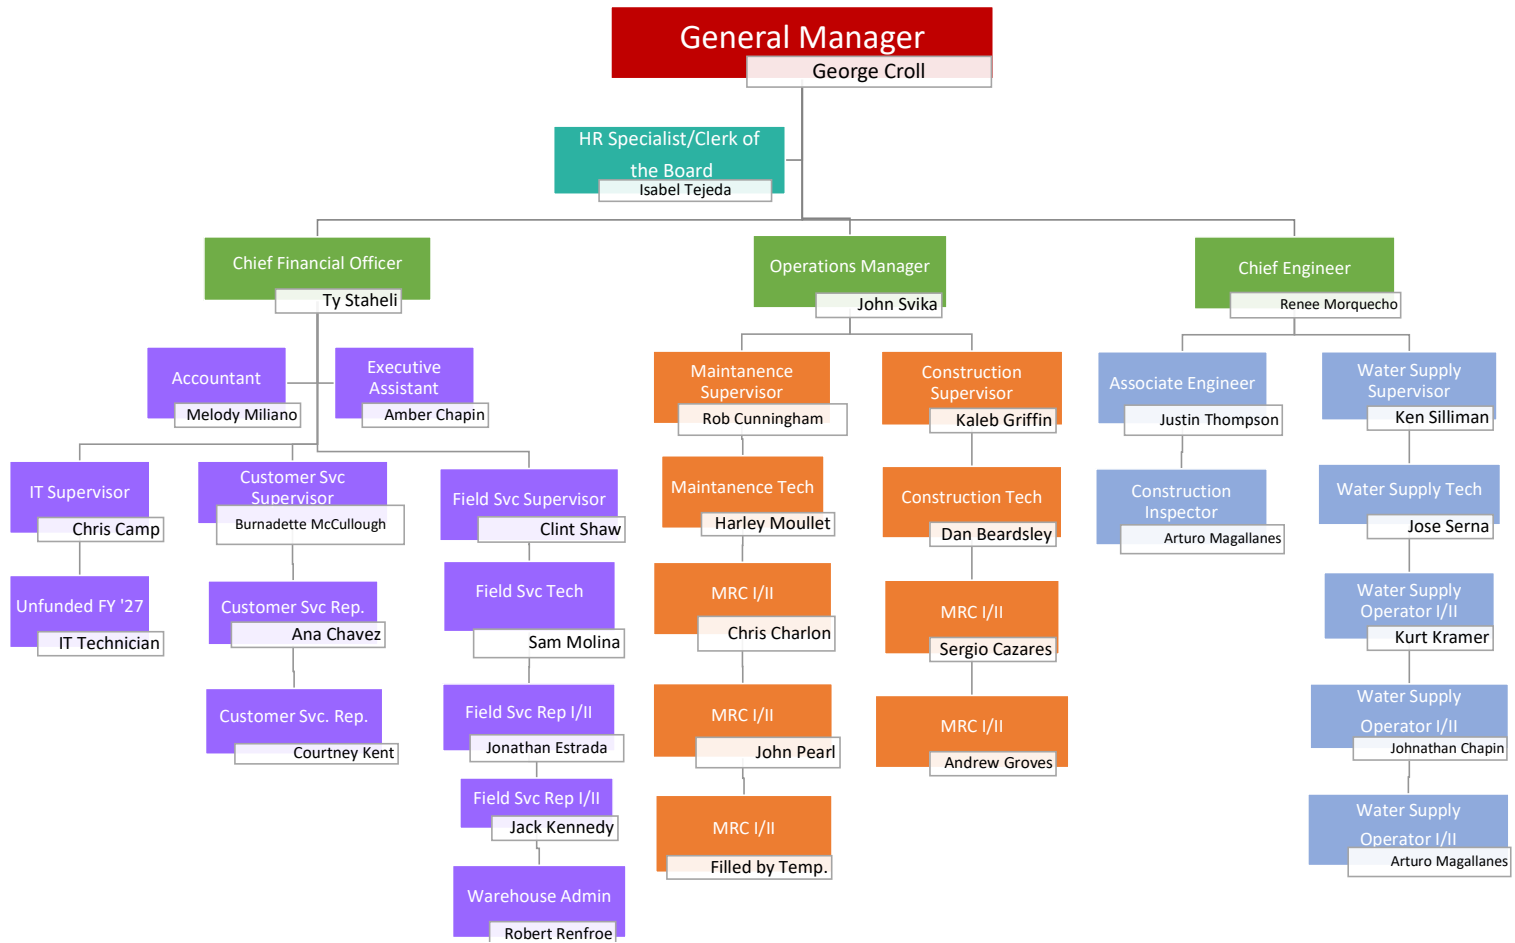 General Manager
George Croll
HR Specialist/Clerk of
the Board
Isabel Tejeda
Chief Financial Officer
Ty Staheli
Operations Manager
John Svika
Chief Engineer
Renee Morquecho
Accountant
Melody Miliano
Executive
Assistant
Amber Chapin
IT Supervisor
Chris Camp
Unfunded FY '27
IT Technician
Customer Svc
Supervisor
Burnadette McCullough
Customer Svc Rep.
Ana Chavez
Customer Svc. Rep.
Courtney Kent
Field Svc Supervisor
Clint Shaw
Field Svc Tech
Sam Molina
Field Svc Rep I/II
Jonathan Estrada
Field Svc Rep I/II
Jack Kennedy
Warehouse Admin
Robert Renfroe
Maintanence
Supervisor
Rob Cunningham
Maintanence Tech
Harley Moullet
MRC I/II
Chris Charlon
MRC I/II
John Pearl
MRC I/II
Filled by Temp.
Construction
Supervisor
Kaleb Griffin
Construction Tech
Dan Beardsley
MRC I/II
Sergio Cazares
MRC I/II
Andrew Groves
Associate Engineer
Justin Thompson
Construction
Inspector
Arturo Magallanes
Water Supply
Supervisor
Ken Silliman
Water Supply Tech
Jose Serna
Water Supply
Operator I/II
Kurt Kramer
Water Supply
Operator I/II
Johnathan Chapin
Water Supply
Operator I/II
Arturo Magallanes